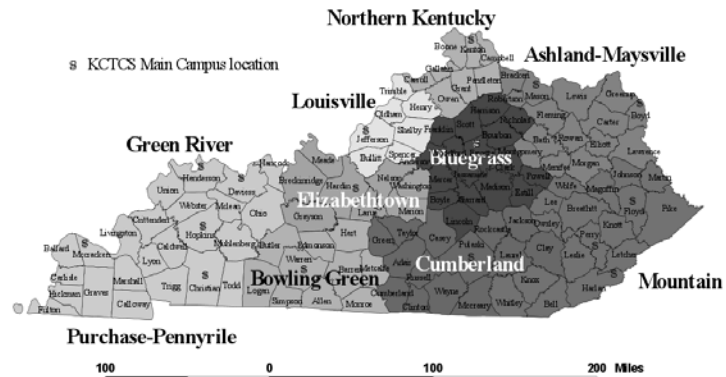 Northern Kentucky
s KCTCS Main Campus location
Ashland-Maysville
Louisville
Green River
Bluegrass
Elizabethtown
Bowling Green
Cumberland
Mountain
Purchase-Pennyrile
Boone
Kenton
Campbell
Gallatin
Carroll
Grant
Pendleton
Bracken
Trimble
Owen
Robertson
Mason
Lewis
Greenup
Henry
Oldham
Harrison
Fleming
Carter
Boyd
Jefferson
Shelby
Franklin
Scott
Nicholas
Bourbon
Bath
Rowan
Elliott
Lawrence
Bullitt
Spencer
Montgomery
Menifee
Morgan
Johnson
Martin
Hancock
Meade
Nelson
Washington
Mercer
Madison
Estill
Powell
Wolfe
Magoffin
Floyd
Pike
Henderson
Daviess
Breckinridge
Hardin
Union
Webster
Mclean
Ohio
Grayson
Larue
Marion
Boyle
Garrard
Lincoln
Lee
Breathitt
Knott
Crittenden
Hopkins
Muhlenberg
Butler
Edmonson
Hart
Green
Taylor
Casey
Rockcastle
Jackson
Owsley
Perry
Letcher
Livingston
Caldwell
Lyon
Warren
Barren
Metcalfe
Adair
Russell
Pulaski
Laurel
Clay
Leslie
Harlan
Ballard
Mccracken
Carlisle
Hickman
Graves
Marshall
Calloway
Fulton
Trigg
Christian
Todd
Logan
Simpson
Allen
Monroe
Cumberland
Clinton
Wayne
Mccreary
Whitley
Knox
Bell
100 0 100 200 Miles